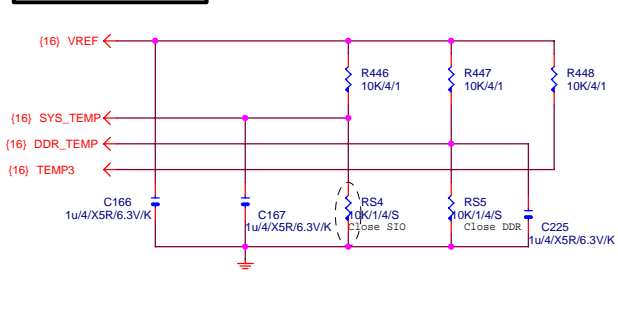 {16} VREF
R446
10K/4/1
R447
10K/4/1
R448
10K/4/1
{16} SYS_TEMP
{16} DDR_TEMP
{16} TEMP3
C166
1u/4/X5R/6.3V/K
C167
1u/4/X5R/6.3V/K
RS4
10K/1/4/S
Close SIO
RS5
10K/1/4/S
Close DDR
C225
1u/4/X5R/6.3V/K